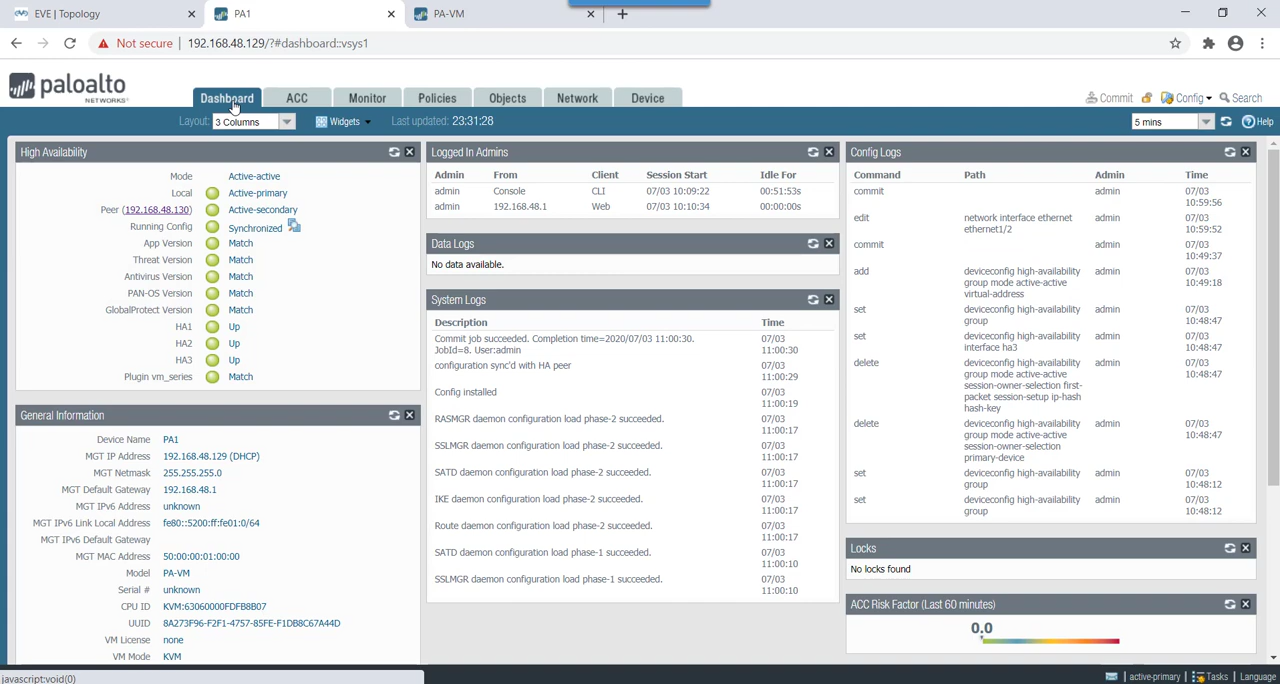 EVE | Topology
PA1
PA-VM
Not secure | 192.168.48.129/?#dashboard::vsys1
paloalto
NETWORKS
Dashboard
ACC
Monitor
Policies
Objects
Network
Device
Commit
Config
Search
Layout: 3 Columns
Widgets
Last updated: 23:31:28
5 mins
Help
High Availability
Mode Active-active
Local Active-primary
Peer (192.168.48.130) Active-secondary
Running Config Synchronized
App Version Match
Threat Version Match
Antivirus Version Match
PAN-OS Version Match
GlobalProtect Version Match
HA1 Up
HA2 Up
HA3 Up
Plugin vm_series Match
General Information
Device Name PA1
MGT IP Address 192.168.48.129 (DHCP)
MGT Netmask 255.255.255.0
MGT Default Gateway 192.168.48.1
MGT IPv6 Address unknown
MGT IPv6 Link Local Address fe80::5200:ff:fe01:0/64
MGT IPv6 Default Gateway
MGT MAC Address 50:00:00:01:00:00
Model PA-VM
Serial # unknown
CPU ID KVM:63060000FDFB8B07
UUID 8A273F96-F2F1-4757-85FE-F1DB8C67A44D
VM License none
VM Mode KVM
Logged In Admins
Admin From Client Session Start Idle For
admin Console CLI 07/03 10:09:22 00:51:53s
admin 192.168.48.1 Web 07/03 10:10:34 00:00:00s
Data Logs
No data available.
System Logs
Description Time
Commit job succeeded. Completion time=2020/07/03 11:00:30. 07/03
JobId=8. User:admin 11:00:30
configuration sync'd with HA peer 07/03
11:00:29
Config installed 07/03
11:00:19
RASMGR daemon configuration load phase-2 succeeded. 07/03
11:00:17
SSLMGR daemon configuration load phase-2 succeeded. 07/03
11:00:17
SATD daemon configuration load phase-2 succeeded. 07/03
11:00:17
IKE daemon configuration load phase-2 succeeded. 07/03
11:00:17
Route daemon configuration load phase-2 succeeded. 07/03
11:00:17
SATD daemon configuration load phase-1 succeeded. 07/03
11:00:10
SSLMGR daemon configuration load phase-1 succeeded. 07/03
11:00:10
Config Logs
Command Path Admin Time
commit admin 07/03
10:59:56
edit network interface ethernet admin 07/03
ethernet1/2 10:59:52
commit admin 07/03
10:49:37
add deviceconfig high-availability admin 07/03
group mode active-active 10:49:18
virtual-address
set deviceconfig high-availability admin 07/03
group 10:48:47
set deviceconfig high-availability admin 07/03
interface ha3 10:48:47
delete deviceconfig high-availability admin 07/03
group mode active-active 10:48:47
session-owner-selection first-
packet session-setup ip-hash
hash-key
delete deviceconfig high-availability admin 07/03
group mode active-active 10:48:47
session-owner-selection
primary-device
set deviceconfig high-availability admin 07/03
group 10:48:12
set deviceconfig high-availability admin 07/03
group 10:48:12
Locks
No locks found
ACC Risk Factor (Last 60 minutes)
0.0
javascript:void(0)
active-primary
Tasks
Language